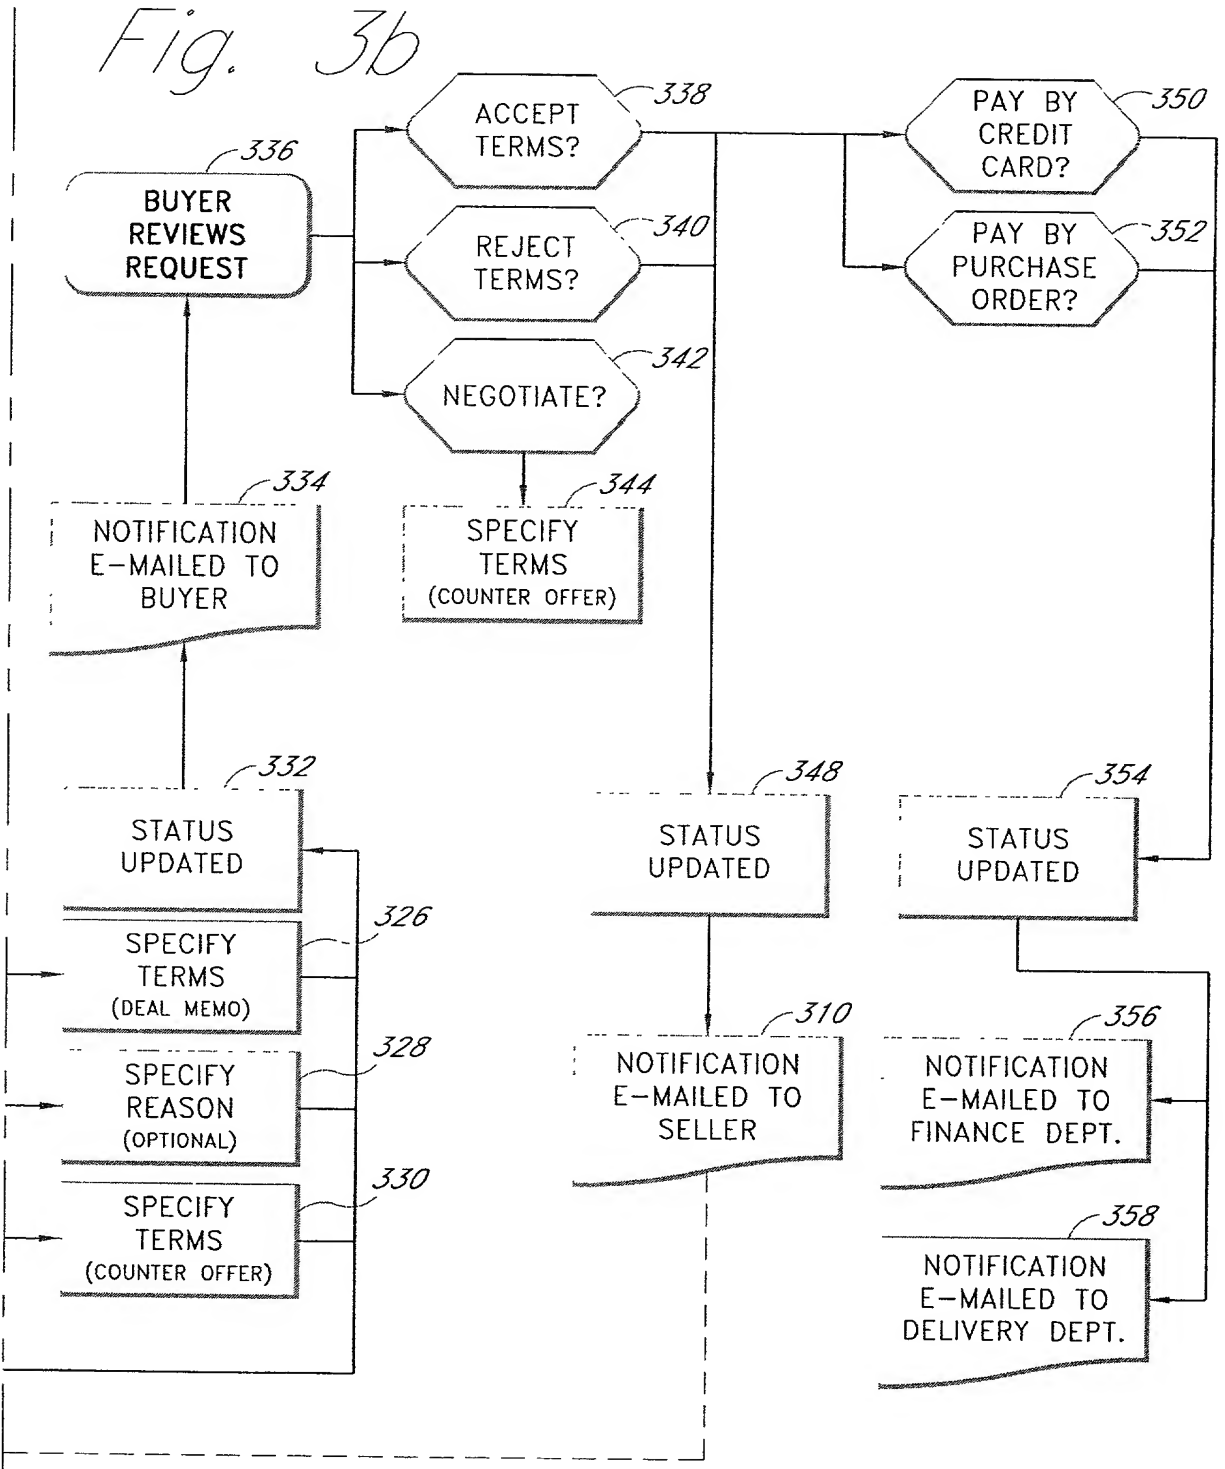 Fig. 3b
338
ACCEPT
TERMS?
350
PAY BY
CREDIT
CARD?
336
BUYER
REVIEWS
REQUEST
340
REJECT
TERMS?
352
PAY BY
PURCHASE
ORDER?
342
NEGOTIATE?
334
NOTIFICATION
E-MAILED TO
BUYER
344
SPECIFY
TERMS
(COUNTER OFFER)
332
STATUS
UPDATED
348
STATUS
UPDATED
354
STATUS
UPDATED
326
SPECIFY
TERMS
(DEAL MEMO)
310
NOTIFICATION
E-MAILED TO
SELLER
356
NOTIFICATION
E-MAILED TO
FINANCE DEPT.
328
SPECIFY
REASON
(OPTIONAL)
330
SPECIFY
TERMS
(COUNTER OFFER)
358
NOTIFICATION
E-MAILED TO
DELIVERY DEPT.